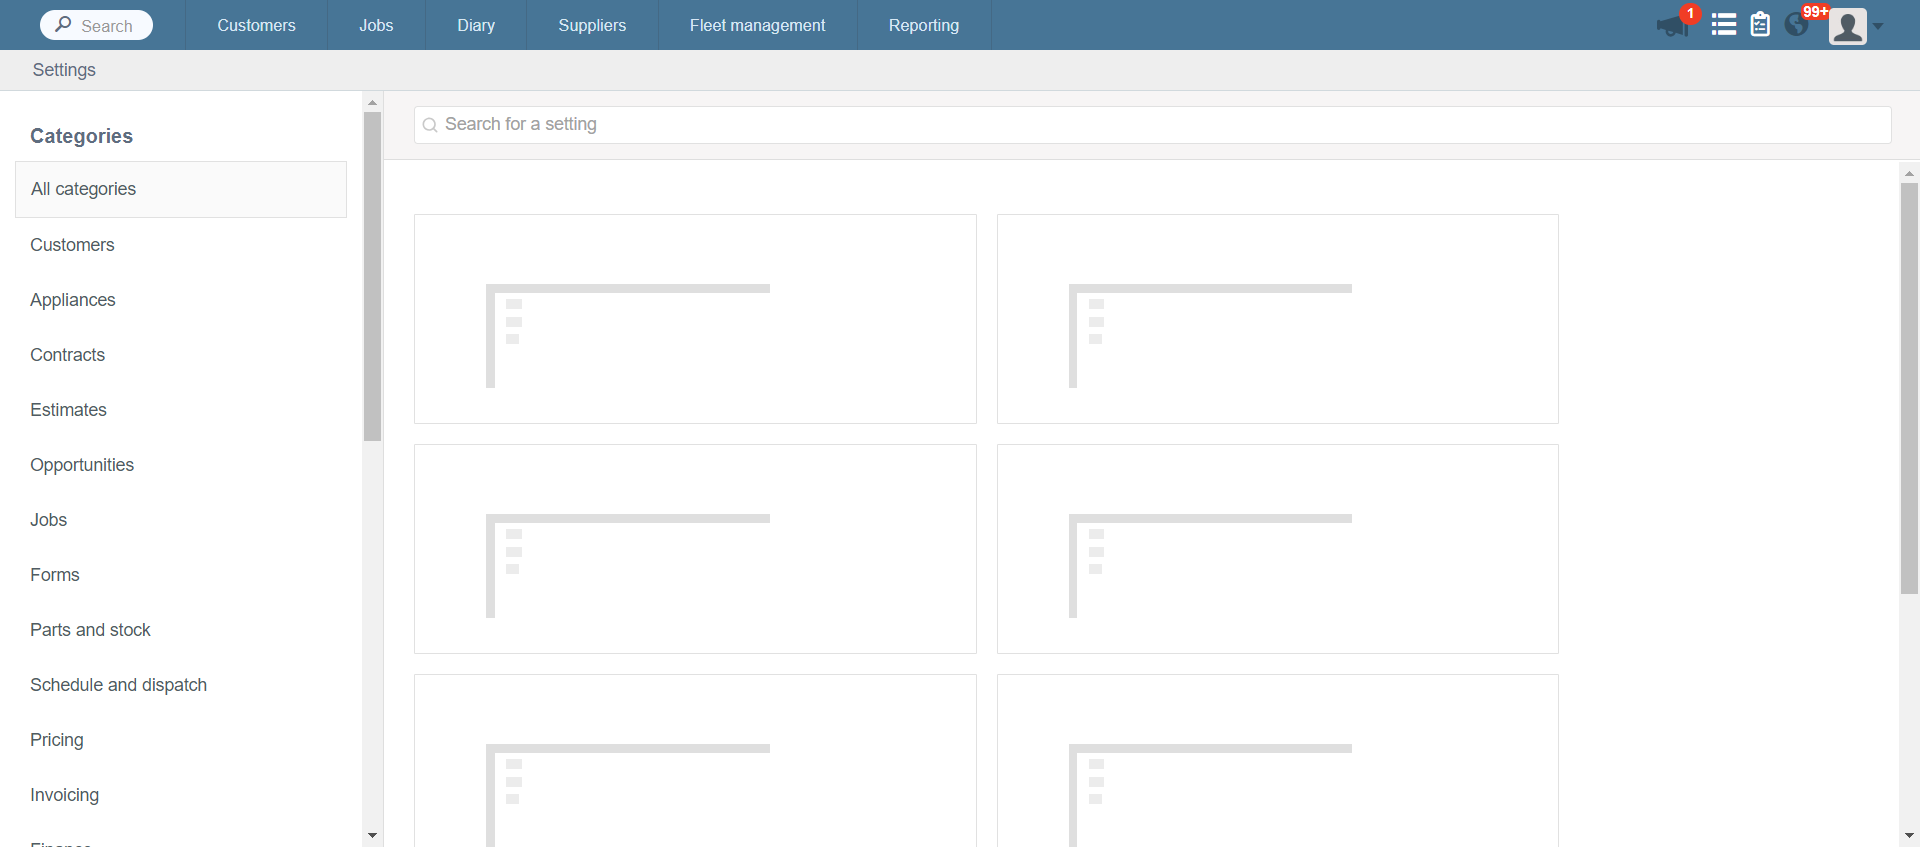 Search
Customers
Jobs
Diary
Suppliers
Fleet management
Reporting
1
99+
Settings
Categories
All categories
Customers
Appliances
Contracts
Estimates
Opportunities
Jobs
Forms
Parts and stock
Schedule and dispatch
Pricing
Invoicing
Search for a setting